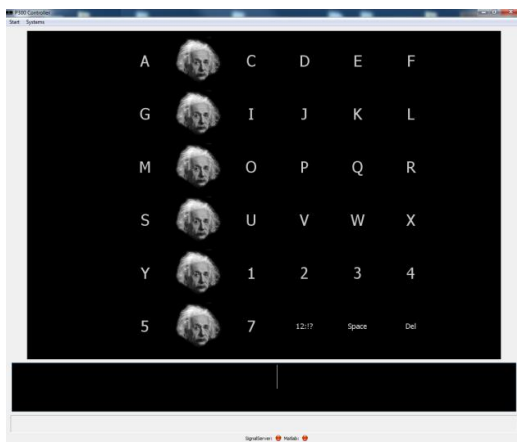 P300 Controller
Start Systems
A C D E F
G I J K L
M O P Q R
S U V W X
Y 1 2 3 4
5 7 12:!? Space Del
SignalServer: Matlab: